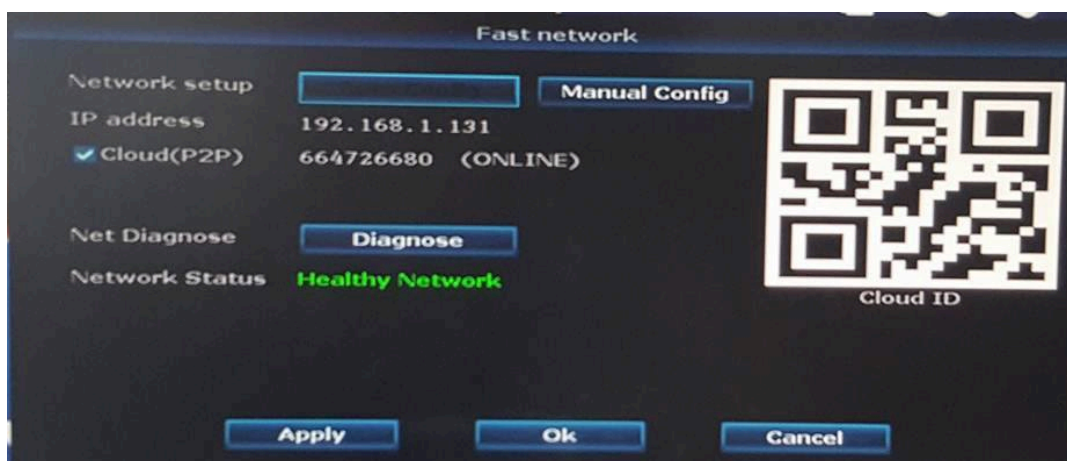 Fast network
Network setup Manual Config
IP address 192.168.1.131
Cloud(P2P) 664726680 (ONLINE)
Net Diagnose Diagnose
Network Status Healthy Network
Cloud ID
Apply Ok Cancel